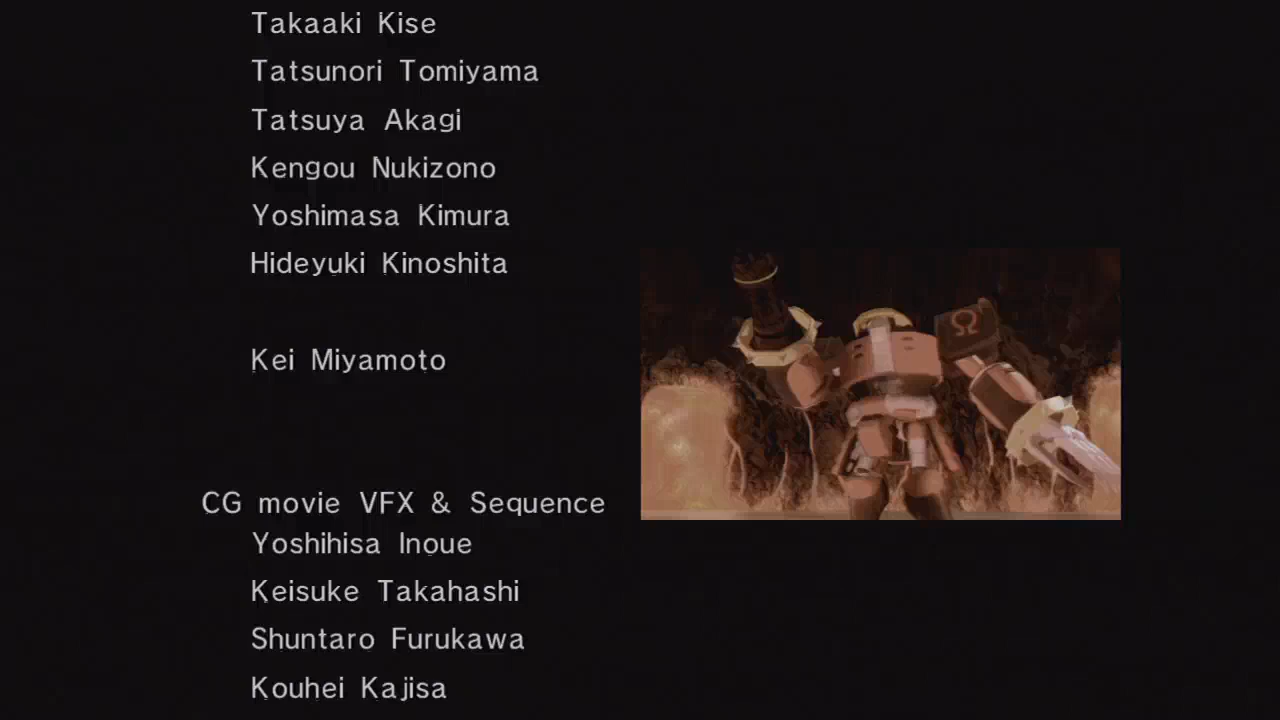 Takaaki Kise
Tatsunori Tomiyama
Tatsuya Akagi
Kengou Nukizono
Yoshimasa Kimura
Hideyuki Kinoshita
Ω
Kei Miyamoto
CG movie VFX & Sequence
Yoshihisa Inoue
Keisuke Takahashi
Shuntaro Furukawa
Kouhei Kajisa